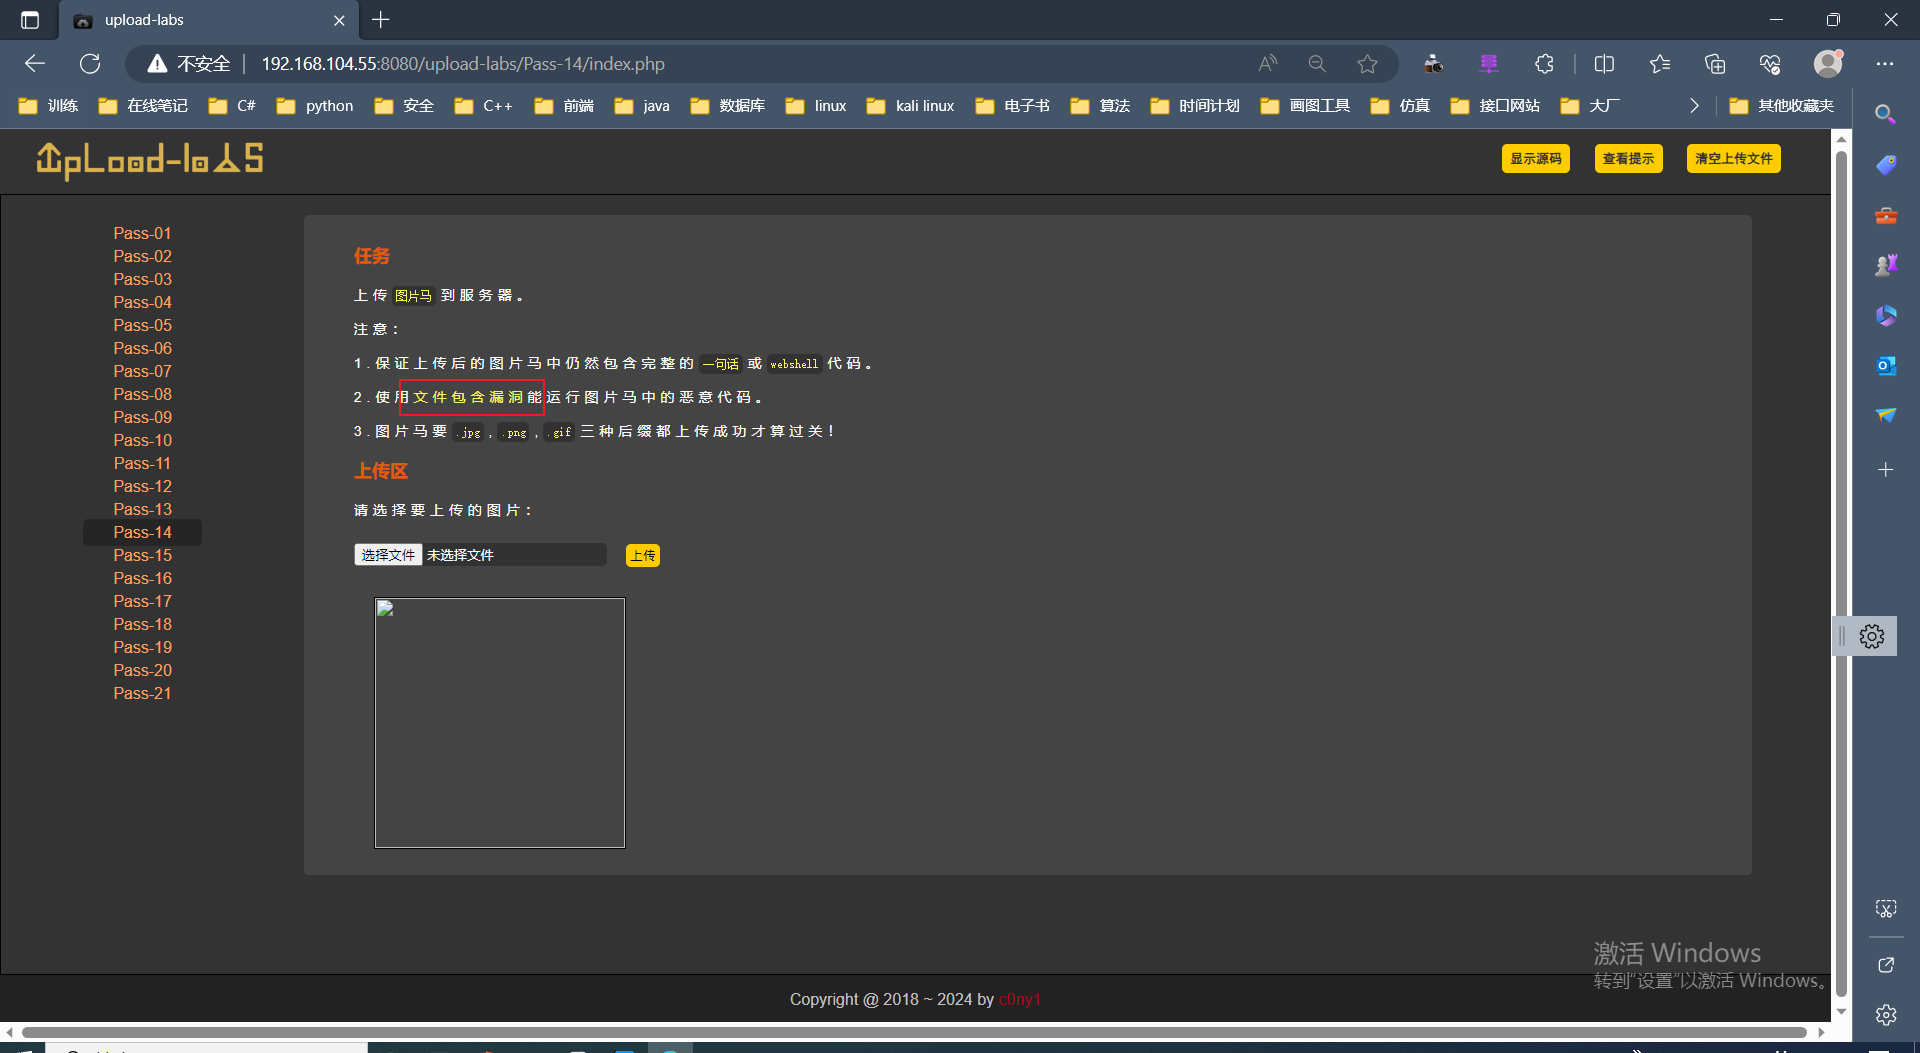 upload-labs
不安全 192.168.104.55:8080/upload-labs/Pass-14/index.php
训练 在线笔记 C# python 安全 C++ 前端 java 数据库 linux kali linux 电子书 算法 时间计划 画图工具 仿真 接口网站 大厂 其他收藏夹
UpLoad-labs
显示源码 查看提示 清空上传文件
Pass-01
Pass-02
Pass-03
Pass-04
Pass-05
Pass-06
Pass-07
Pass-08
Pass-09
Pass-10
Pass-11
Pass-12
Pass-13
Pass-14
Pass-15
Pass-16
Pass-17
Pass-18
Pass-19
Pass-20
Pass-21
任务
上传图片马到服务器。
注意：
1.保证上传后的图片马中仍然包含完整的一句话或webshell代码。
2.使用文件包含漏洞能运行图片马中的恶意代码。
3.图片马要.jpg,.png,.gif三种后缀都上传成功才算过关！
上传区
请选择要上传的图片：
选择文件 未选择文件 上传
激活 Windows
转到"设置"以激活 Windows。
Copyright @ 2018 ~ 2024 by c0ny1